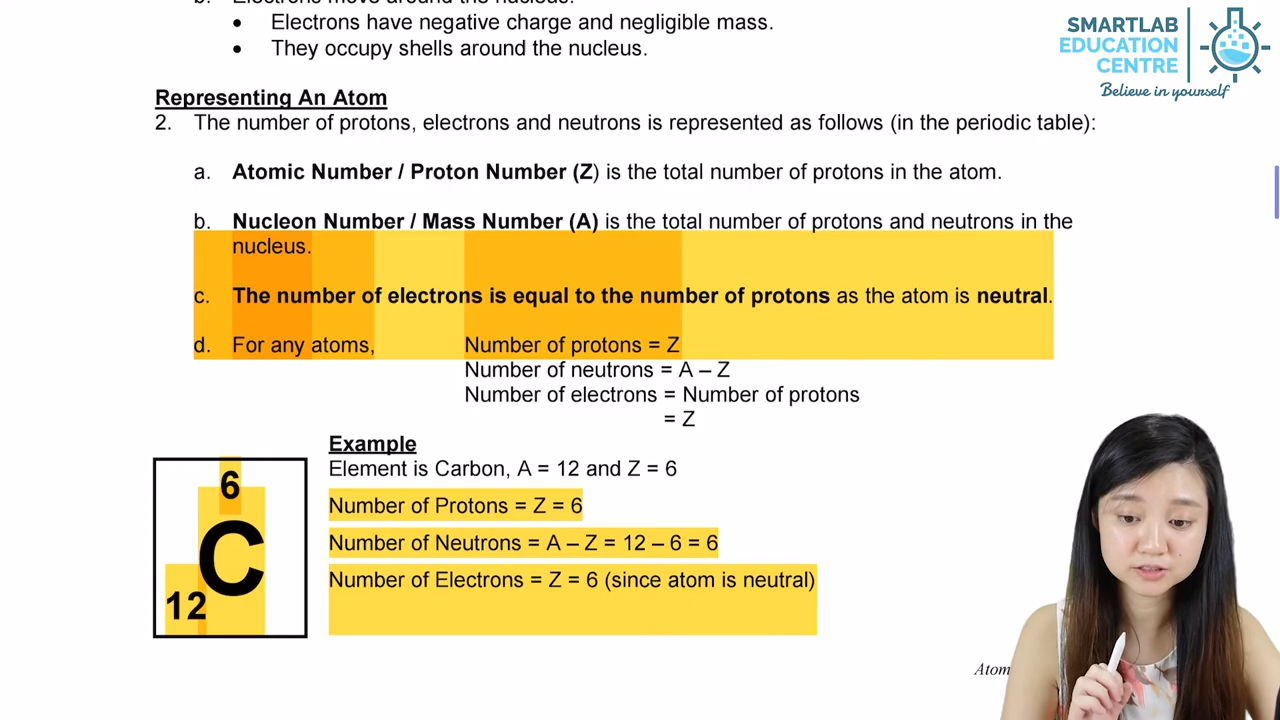 b. Electrons move around the nucleus.
• Electrons have negative charge and negligible mass.
• They occupy shells around the nucleus.
SMARTLAB
EDUCATION
CENTRE
Believe in yourself
Representing An Atom
2. The number of protons, electrons and neutrons is represented as follows (in the periodic table):
a. Atomic Number / Proton Number (Z) is the total number of protons in the atom.
b. Nucleon Number / Mass Number (A) is the total number of protons and neutrons in the
nucleus.
c. The number of electrons is equal to the number of protons as the atom is neutral.
d. For any atoms, Number of protons = Z
Number of neutrons = A – Z
Number of electrons = Number of protons
= Z
Example
Element is Carbon, A = 12 and Z = 6
Number of Protons = Z = 6
Number of Neutrons = A – Z = 12 – 6 = 6
Number of Electrons = Z = 6 (since atom is neutral)
6
C
12
Atom